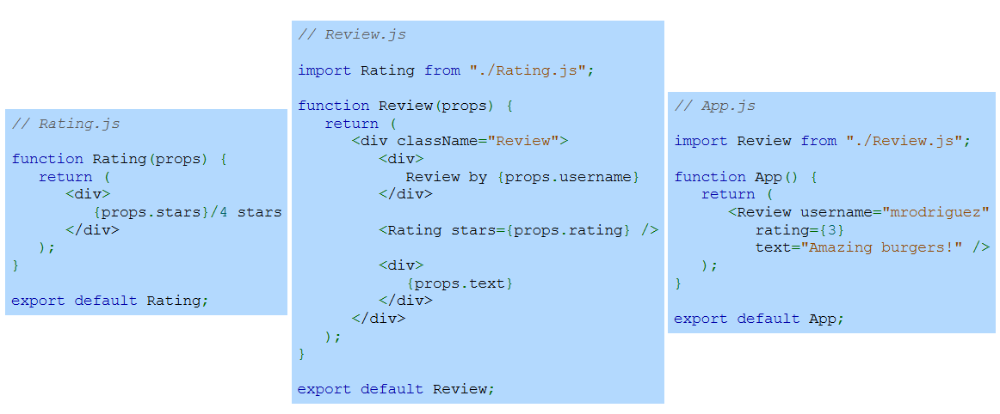 // Rating.js
function Rating(props) {
return (
<div>
{props.stars}/4 stars
</div>
);
}
export default Rating;
// Review.js
import Rating from "./Rating.js";
function Review(props) {
return (
<div className="Review">
<div>
Review by {props.username}
</div>
<Rating stars={props.rating} />
<div>
{props.text}
</div>
</div>
);
}
export default Review;
// App.js
import Review from "./Review.js";
function App() {
return (
<Review username="mrodriguez"
rating={3}
text="Amazing burgers!" />
);
}
export default App;